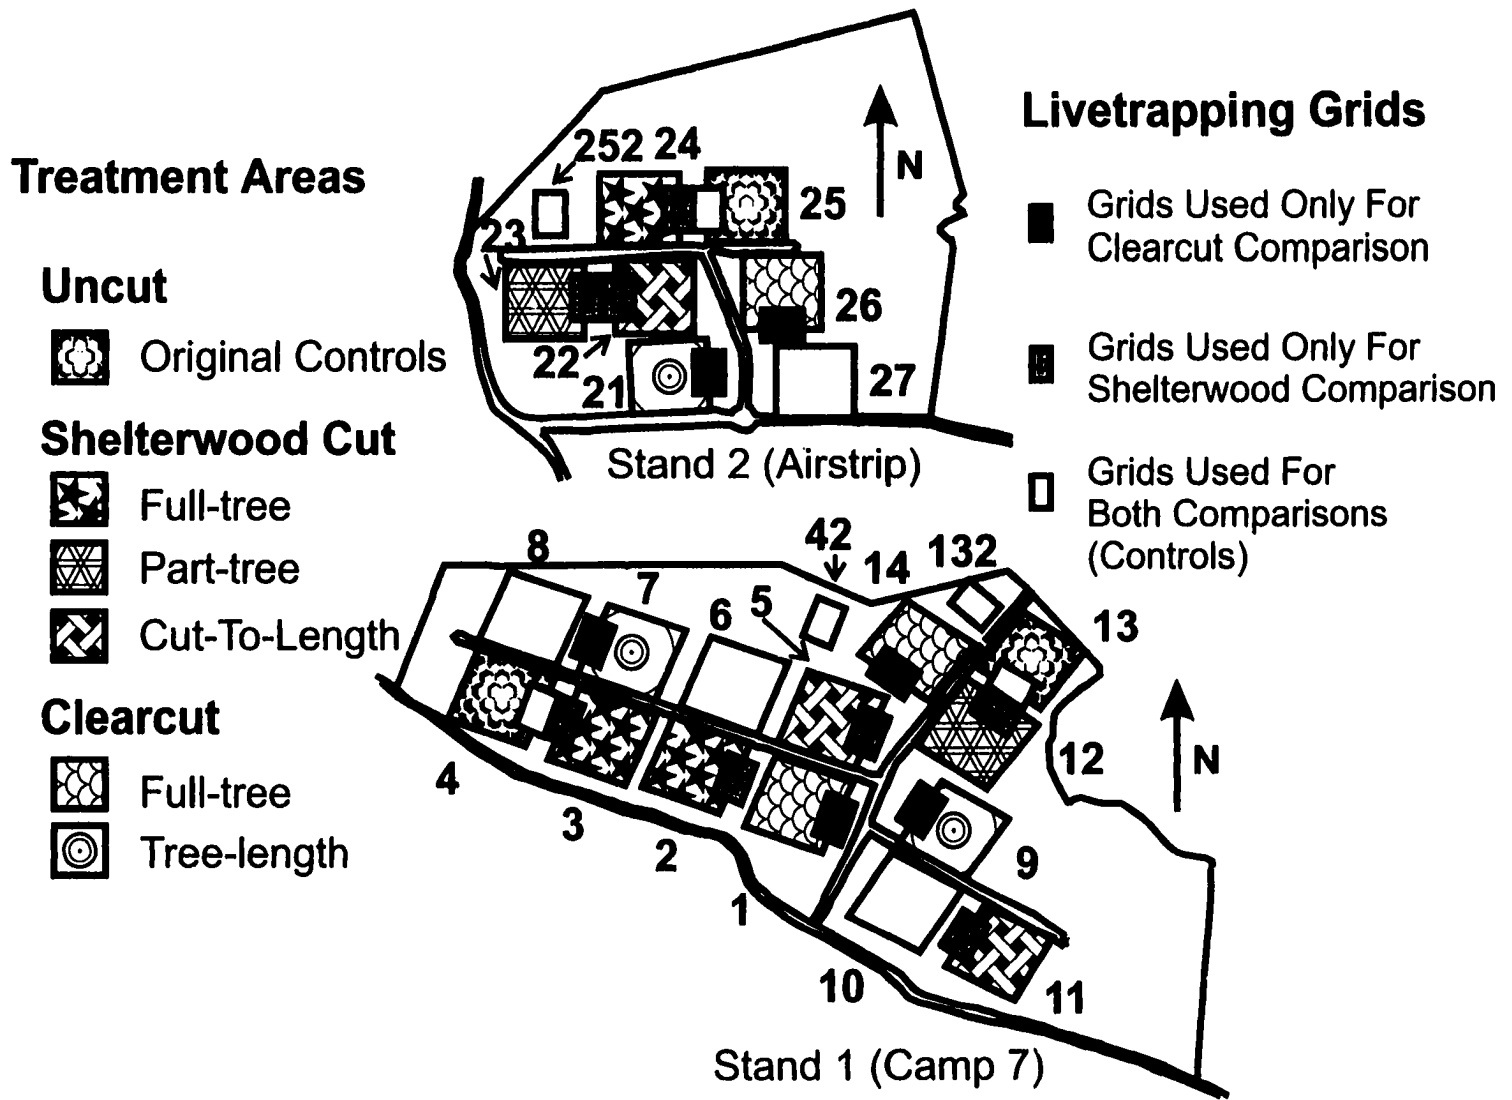 Treatment Areas
Uncut
Original Controls
Shelterwood Cut
Full-tree
Part-tree
Cut-To-Length
Clearcut
Full-tree
Tree-length
252 24
N
25
23
26
22
21
27
Stand 2 (Airstrip)
Livetrapping Grids
Grids Used Only For
Clearcut Comparison
Grids Used Only For
Shelterwood Comparison
Grids Used For
Both Comparisons
(Controls)
8
42
14
132
7
6
5
13
4
12
N
3
2
9
1
10
11
Stand 1 (Camp 7)